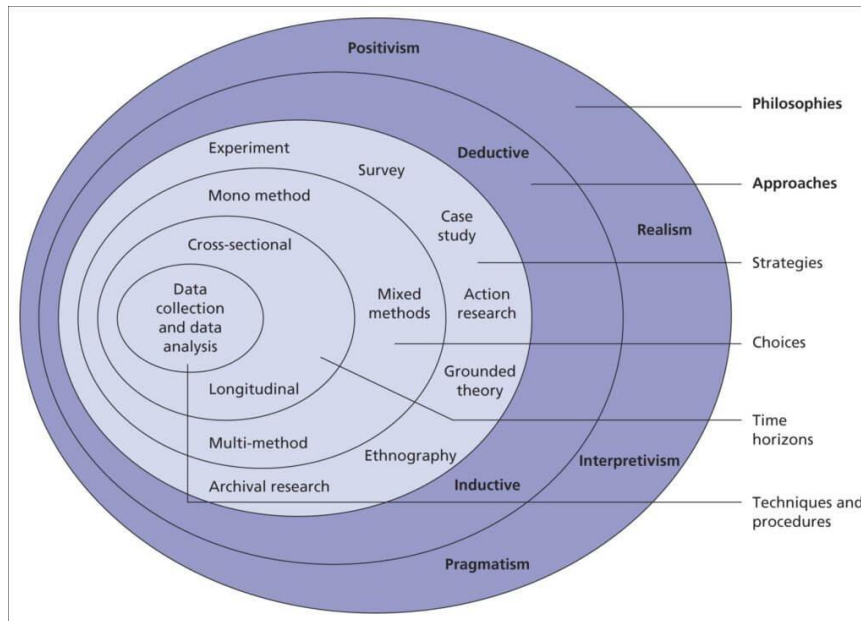 Positivism
Philosophies
Experiment
Deductive
Survey
Approaches
Mono method
Case
study
Realism
Cross-sectional
Strategies
Data
collection
and data
analysis
Mixed
methods
Action
research
Choices
Grounded
theory
Longitudinal
Time
horizons
Multi-method
Ethnography
Interpretivism
Archival research
Inductive
Techniques and
procedures
Pragmatism